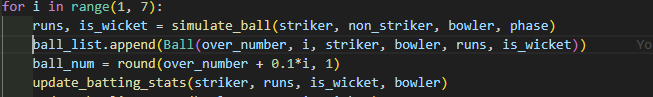 for i in range(1, 7):
runs, is_wicket = simulate_ball(striker, non_striker, bowler, phase)
ball_list.append(Ball(over_number, i, striker, bowler, runs, is_wicket)) Yo
ball_num = round(over_number + 0.1*i, 1)
update_batting_stats(striker, runs, is_wicket, bowler)